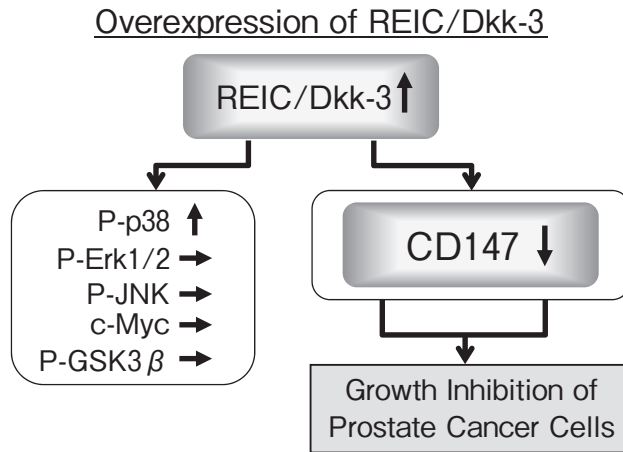 Overexpression of REIC/Dkk-3
REIC/Dkk-3↑
P-p38 ↑
P-Erk1/2 →
P-JNK →
c-Myc →
P-GSK3β →
CD147 ↓
Growth Inhibition of
Prostate Cancer Cells